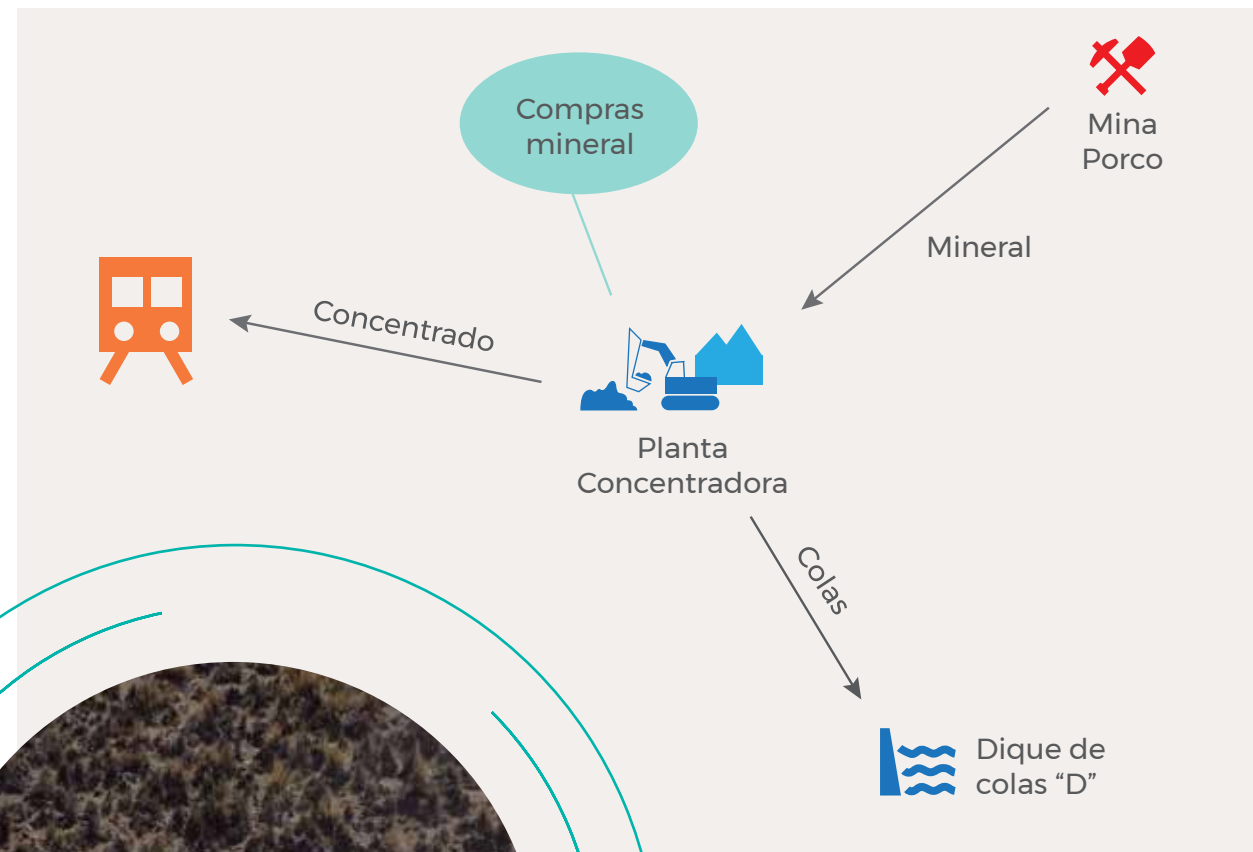 Compras
mineral
Mina
Porco
Mineral
Concentrado
Planta
Concentradora
Colas
Dique de
colas “D”